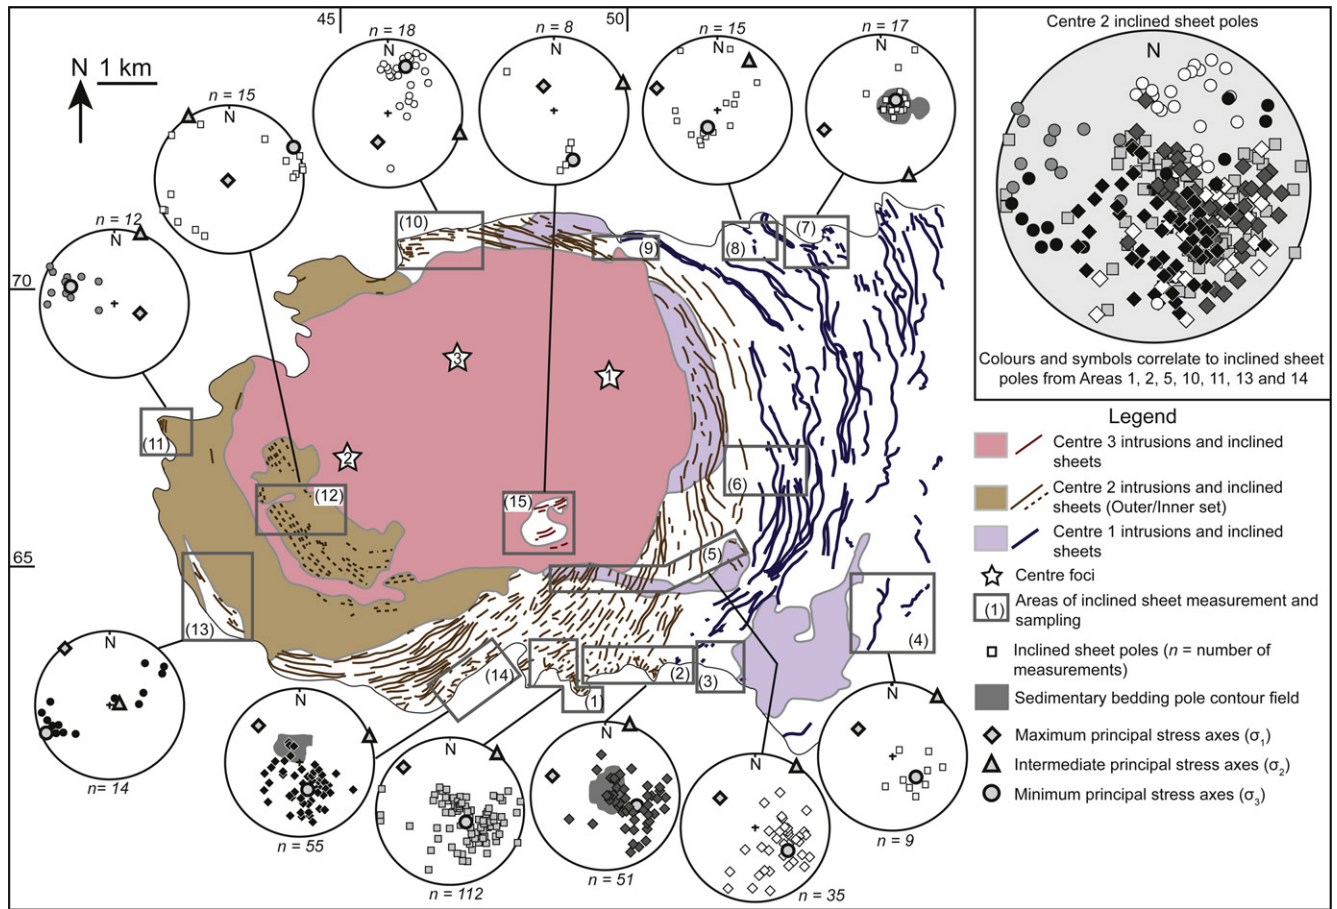 45
50
n = 18
n = 8
n = 15
n = 17
N
1 km
N
N
N
N
n = 15
N
n = 12
N
70
65
(10)
(9)
(8)
(7)
3
1
2
(11)
(12)
(15)
(6)
(5)
(13)
(14)
(1)
(2)
(3)
(4)
N
n= 14
N
n = 55
N
n = 112
N
n = 51
N
n = 35
N
n = 9
Centre 2 inclined sheet poles
N
Colours and symbols correlate to inclined sheet
poles from Areas 1, 2, 5, 10, 11, 13 and 14
Legend
Centre 3 intrusions and inclined
sheets
Centre 2 intrusions and inclined
sheets (Outer/Inner set)
Centre 1 intrusions and inclined
sheets
Centre foci
(1)
Areas of inclined sheet measurement and
sampling
Inclined sheet poles (n = number of
measurements)
Sedimentary bedding pole contour field
Maximum principal stress axes (σ₁)
Intermediate principal stress axes (σ₂)
Minimum principal stress axes (σ₃)